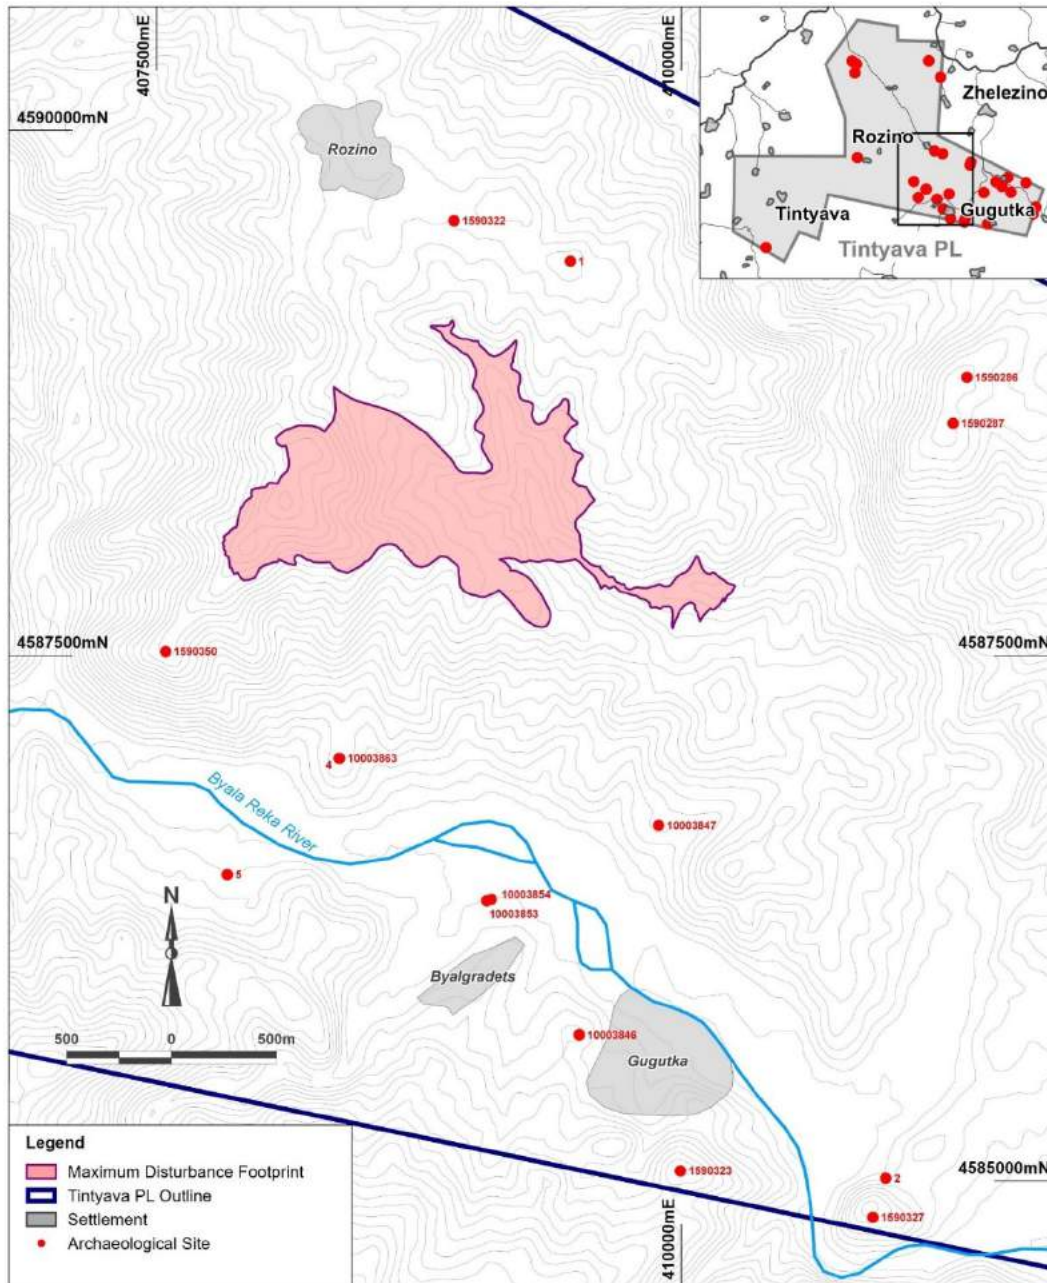 407500mE
410000mE
4590000mN
Rozino
1590322
1
Zhelezino
Rozino
Tintyava
Gugutka
Tintyava PL
1590286
1590287
4587500mN
4587500mN
1590350
4
10003863
Byala Reka River
10003847
5
10003854
10003853
N
Byalgradets
10003846
Gugutka
500
0
500m
1590323
2
4585000mN
1590327
410000mE
Legend
Maximum Disturbance Footprint
Tintyava PL Outline
Settlement
Archaeological Site